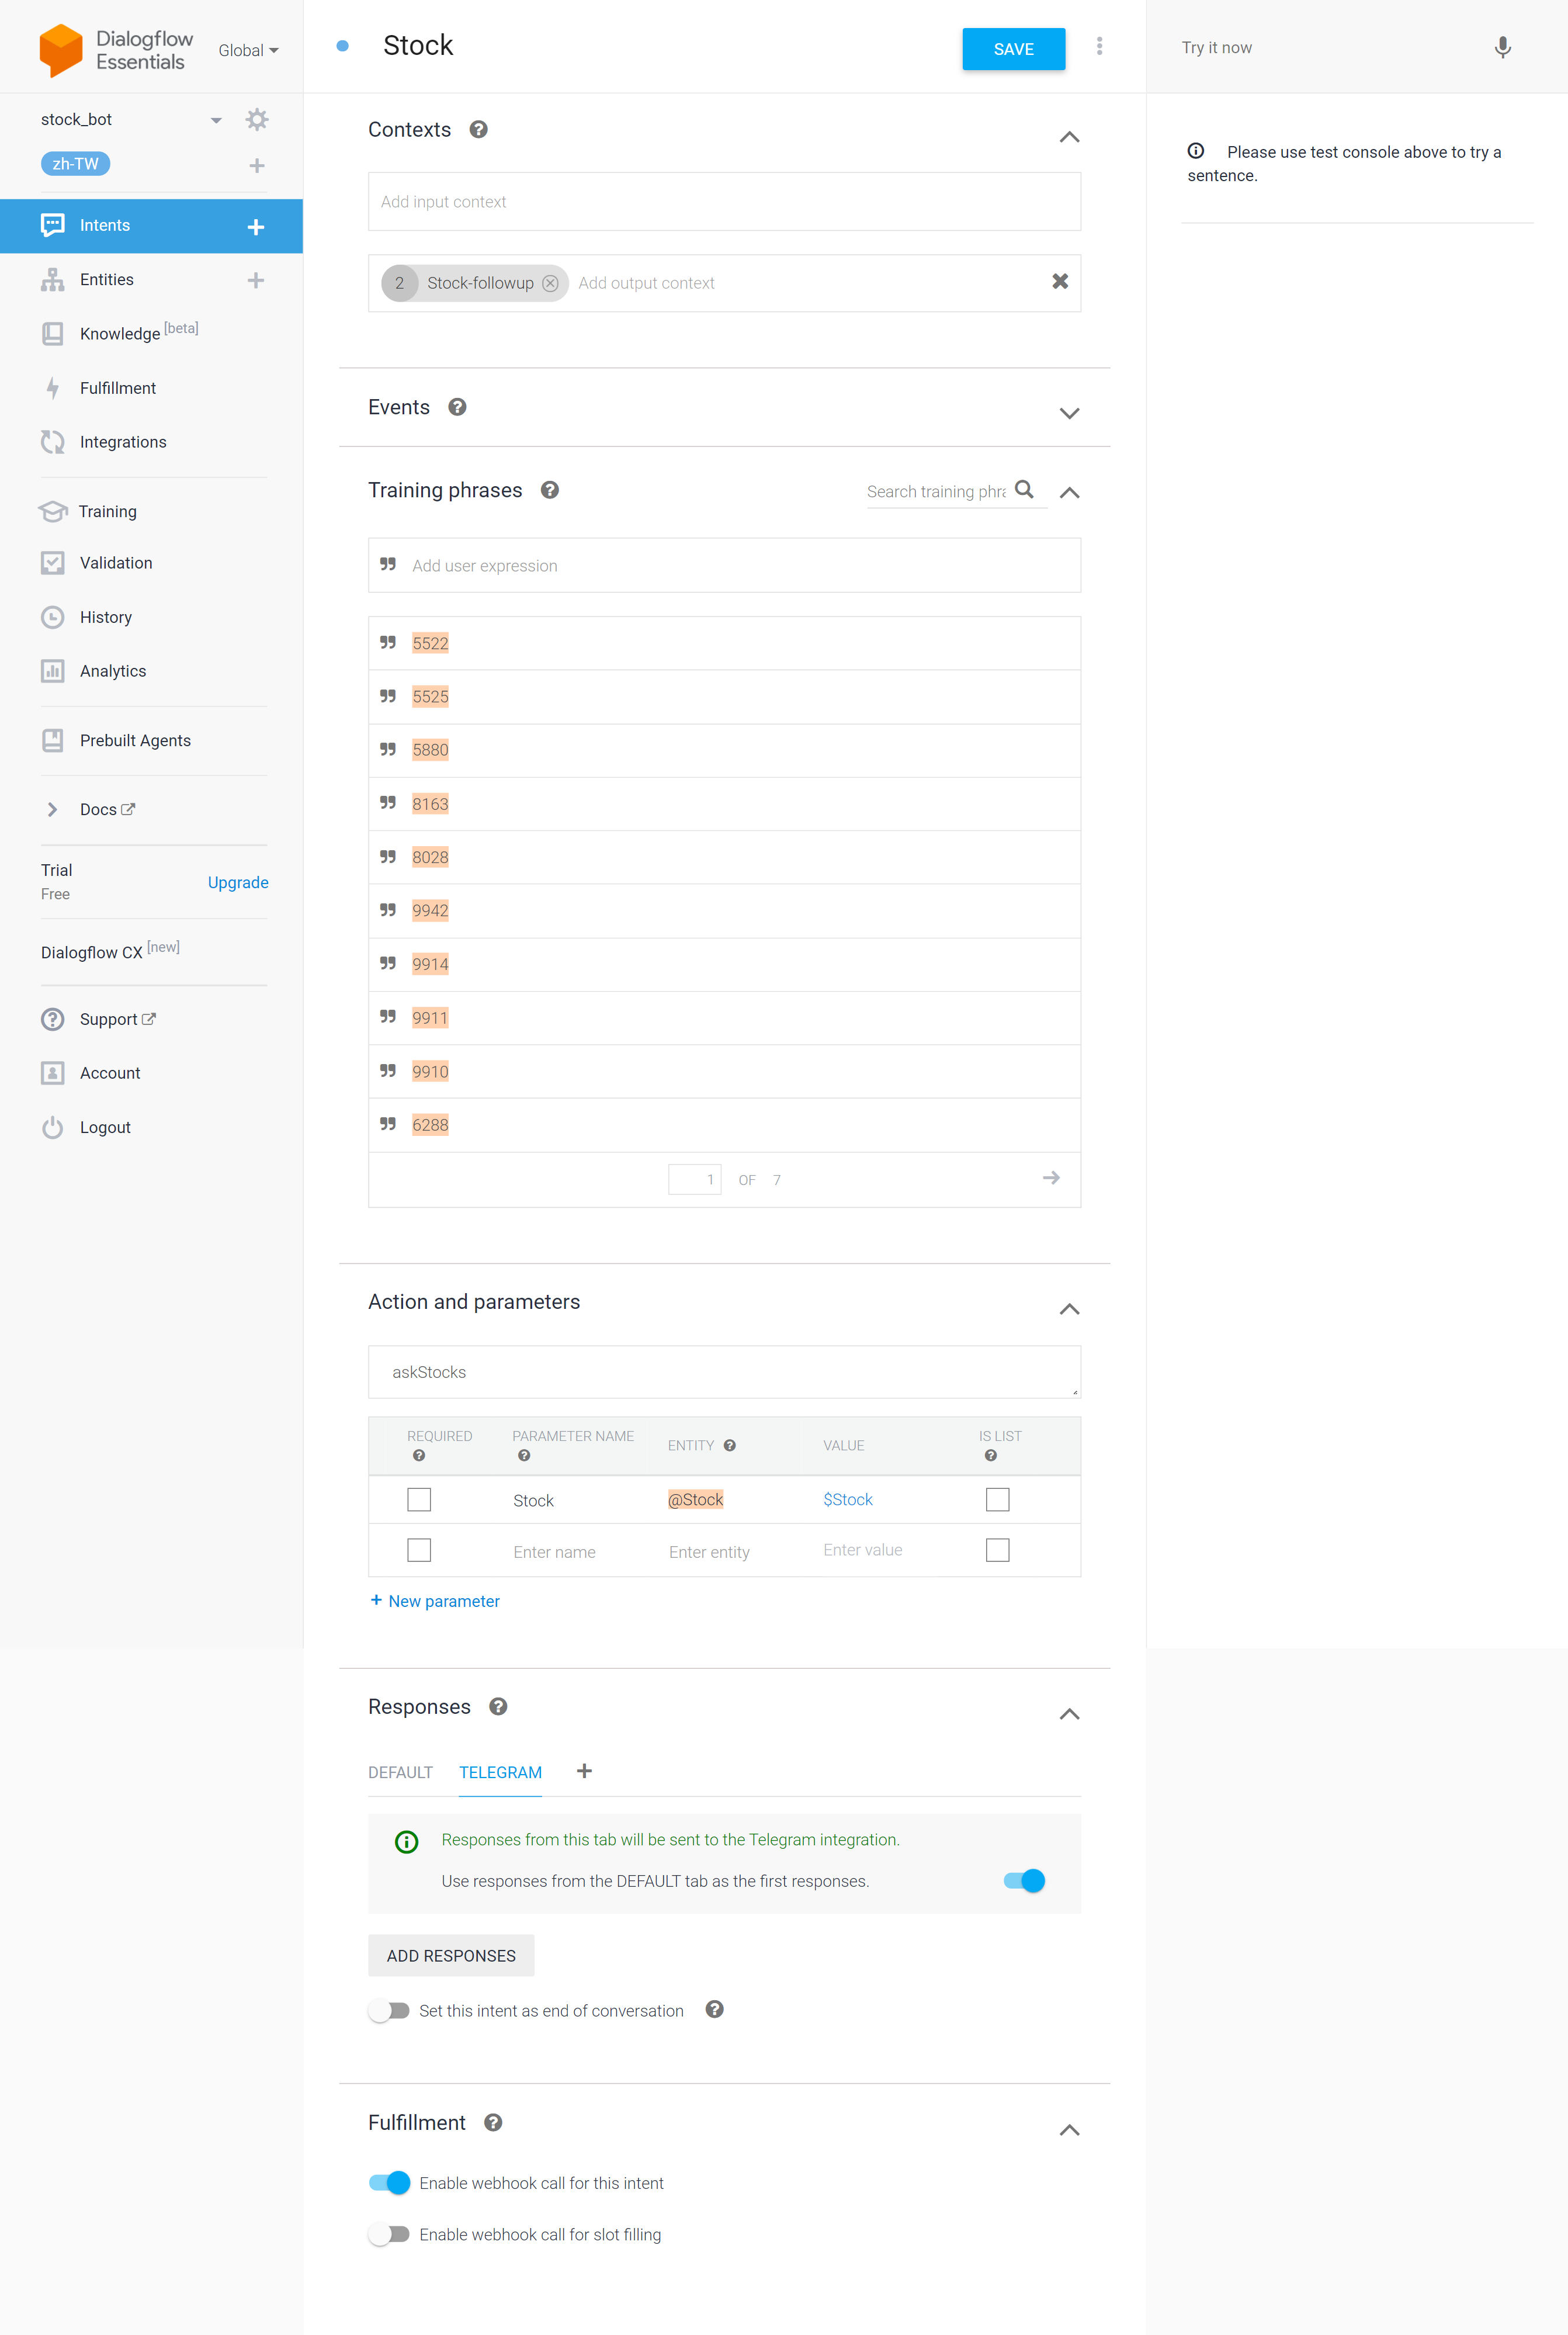 Dialogflow
Essentials
Global
stock_bot
zh-TW
Intents
Entities
Knowledge [beta]
Fulfillment
Integrations
Training
Validation
History
Analytics
Prebuilt Agents
Docs
Trial
Free
Upgrade
Dialogflow CX [new]
Support
Account
Logout
Stock
SAVE
Contexts
Add input context
2 Stock-followup Add output context
Events
Training phrases
Search training phra
Add user expression
5522
5525
5880
8163
8028
9942
9914
9911
9910
6288
1 OF 7
Action and parameters
askStocks
REQUIRED PARAMETER NAME ENTITY VALUE IS LIST
Stock @Stock $Stock
Enter name Enter entity Enter value
+ New parameter
Responses
DEFAULT TELEGRAM
Responses from this tab will be sent to the Telegram integration.
Use responses from the DEFAULT tab as the first responses.
ADD RESPONSES
Set this intent as end of conversation
Fulfillment
Enable webhook call for this intent
Enable webhook call for slot filling
Try it now
Please use test console above to try a
sentence.